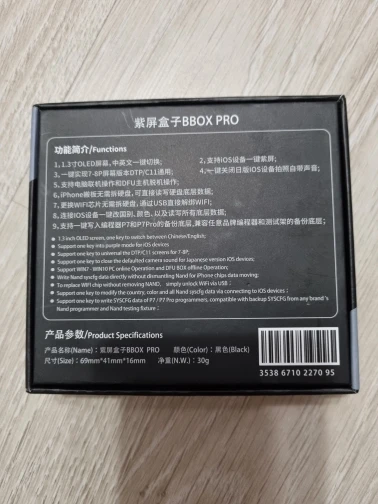 紫屏盒子BBOX PRO
功能简介/Functions
1,1.3寸OLED屏幕,中英文一键切换;
2,支持IOS设备一键紫屏;
3,一键实现7-8P屏幕版本DTP/C11通用;
4,一键关闭日版iOS设备拍照自带声音;
5,支持电脑联机操作和DFU主机脱机操作;
6,iPhone搬板无需拆硬盘,可直接读写硬盘底层数据;
7,更换WIFI芯片无需拆硬盘,通过USB直接解绑WIFI;
8,连接IOS设备一键改国别,颜色,以及读写所有底层数据;
9,支持一键写入编程器P7和P7Pro的备份底层,兼容任意品牌编程器和测试架的备份底层;
1.3 inch OLED screen, one key to switch between Chinese/English;
Support one key into purple mode for iOS devices
Support one key to universal the DTP/C11 screens for 7-8P.
Support one key to close the defaulted camera sound for Japanese version iOS devices
Support WIN7 - WIN10 PC online Operation and DFU BOX offline Operation;
Write Nand syscfg data directly without dismounting Nand for iPhone chips data moving;
To replace WIFI chip without removing NAND, simply unlock WiFi via USB ;
Support one key to modify the country, color and all Nand syscfg data via connecting to iOS devices ;
Support one key to write SYSCFG data of P7 / P7 Pro programmers, compatible with backup SYSCFG from any brand 's
Nand programmer and Nand testing fixture ;
产品参数/Product Specifications
产品名称(Name):紫屏盒子BBOX PRO
颜色(Color):黑色(Black)
尺寸(Size):69mm*41mm*16mm
净量(N.W.):30g
3538 6710 2270 95